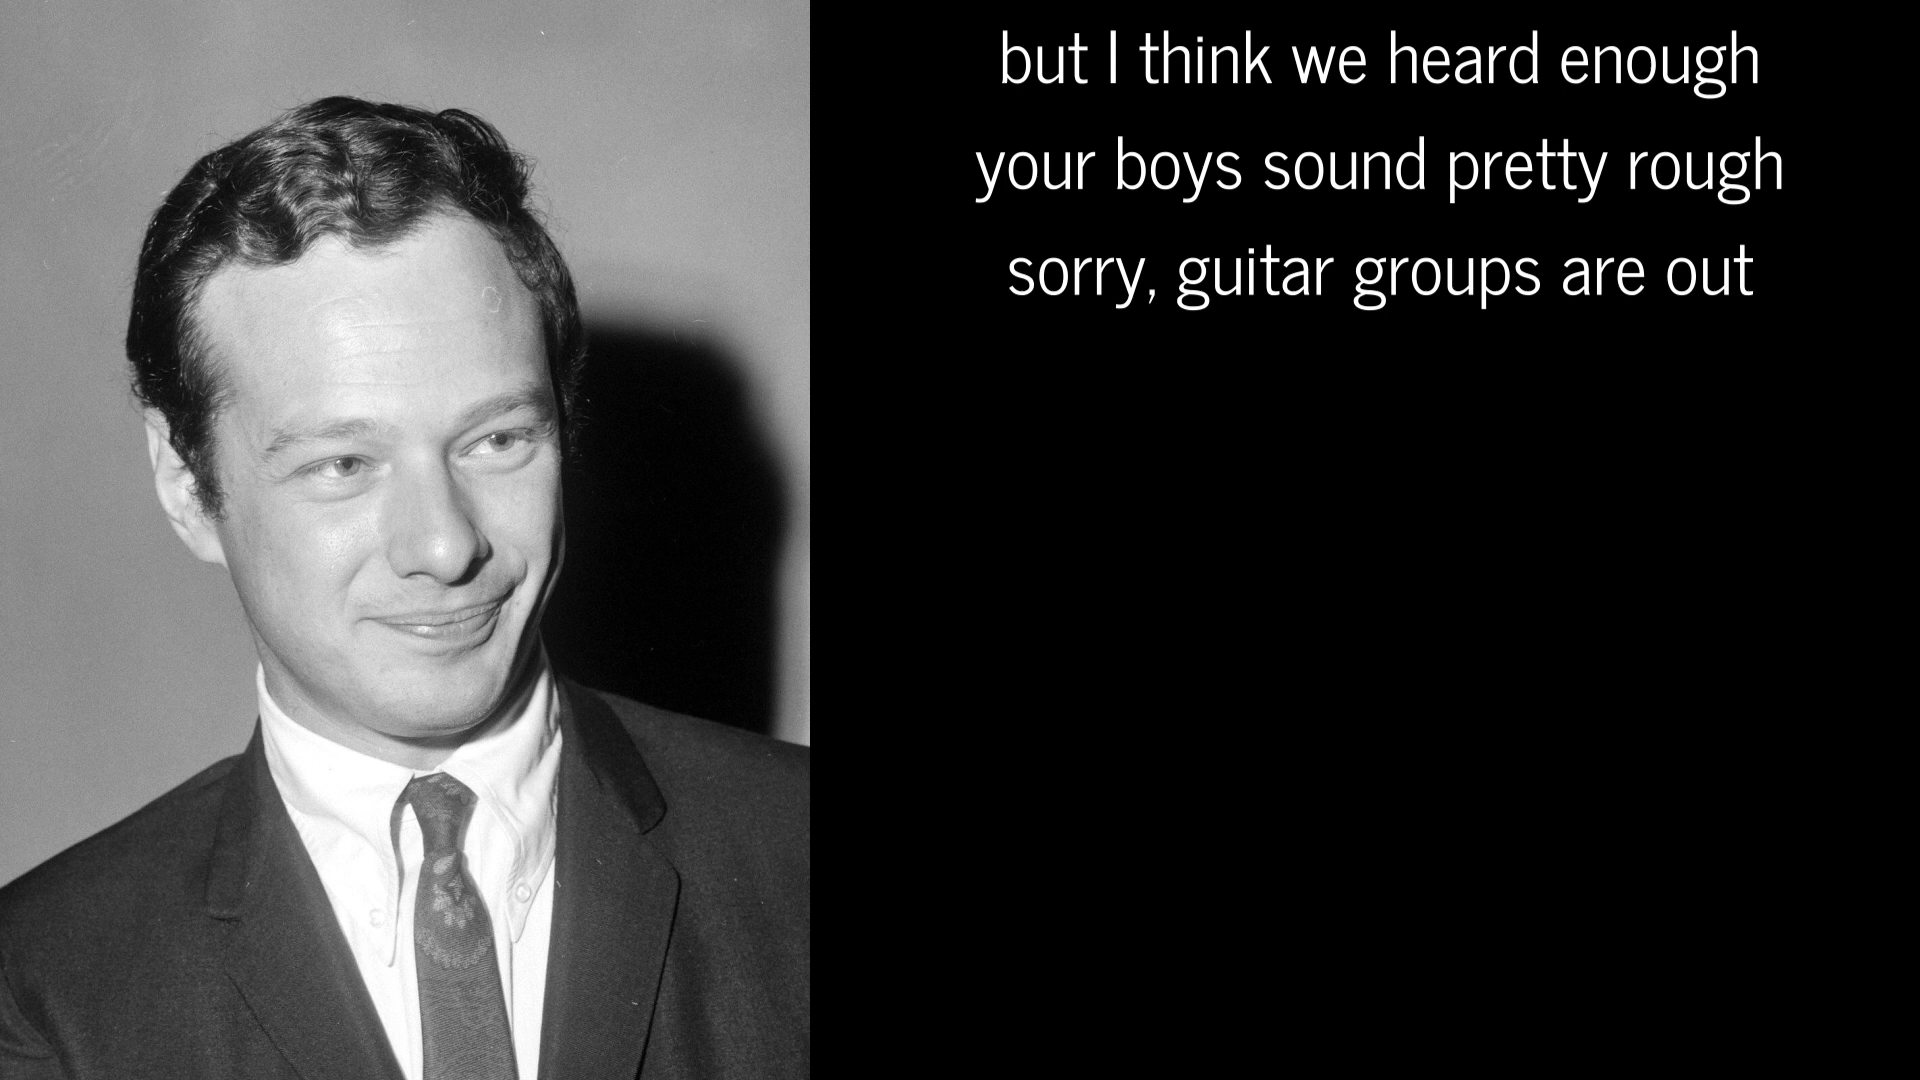 but I think we heard enough
your boys sound pretty rough
sorry, guitar groups are out